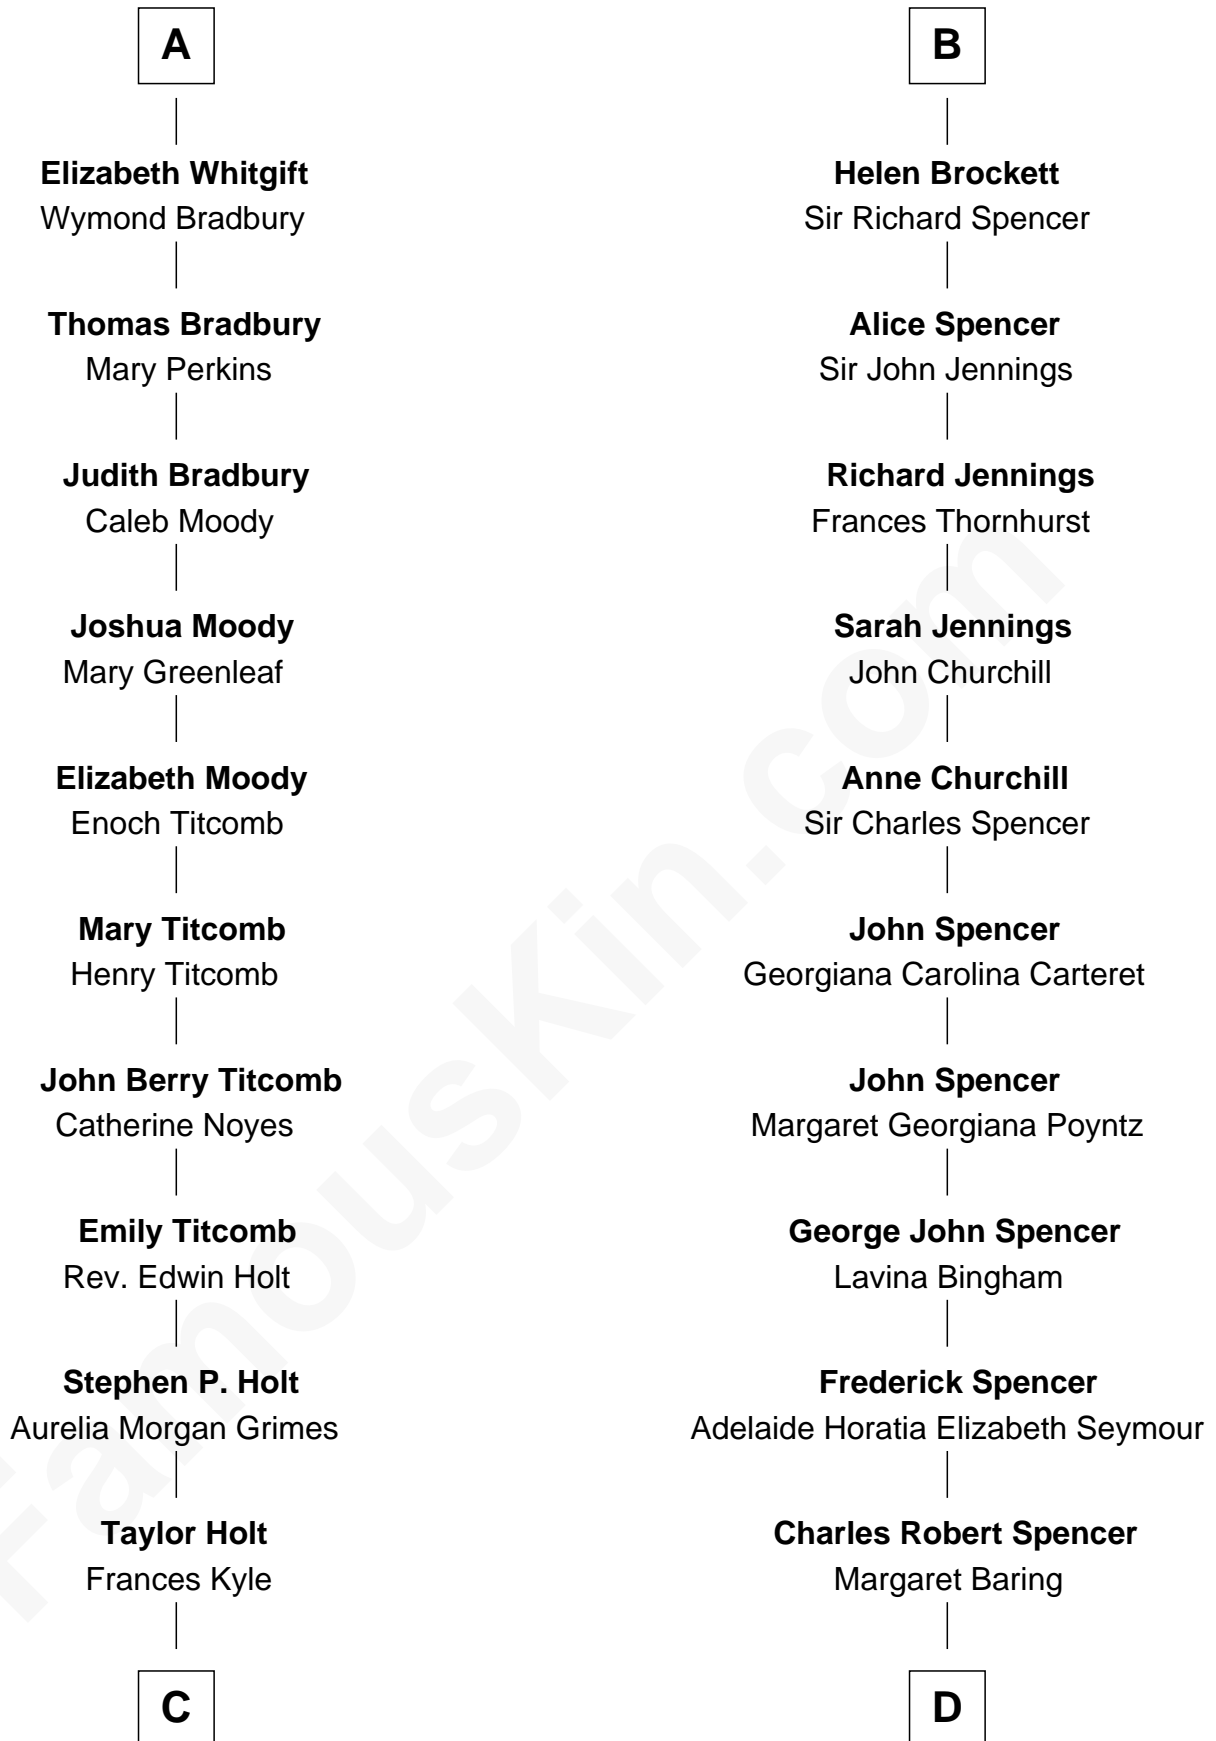 A
Elizabeth Whitgift
Wymond Bradbury
Thomas Bradbury
Mary Perkins
Judith Bradbury
Caleb Moody
Joshua Moody
Mary Greenleaf
Elizabeth Moody
Enoch Titcomb
Mary Titcomb
Henry Titcomb
John Berry Titcomb
Catherine Noyes
Emily Titcomb
Rev. Edwin Holt
Stephen P. Holt
Aurelia Morgan Grimes
Taylor Holt
Frances Kyle
C
B
Helen Brockett
Sir Richard Spencer
Alice Spencer
Sir John Jennings
Richard Jennings
Frances Thornhurst
Sarah Jennings
John Churchill
Anne Churchill
Sir Charles Spencer
John Spencer
Georgiana Carolina Carteret
John Spencer
Margaret Georgiana Poyntz
George John Spencer
Lavina Bingham
Frederick Spencer
Adelaide Horatia Elizabeth Seymour
Charles Robert Spencer
Margaret Baring
D
FamousKin.com